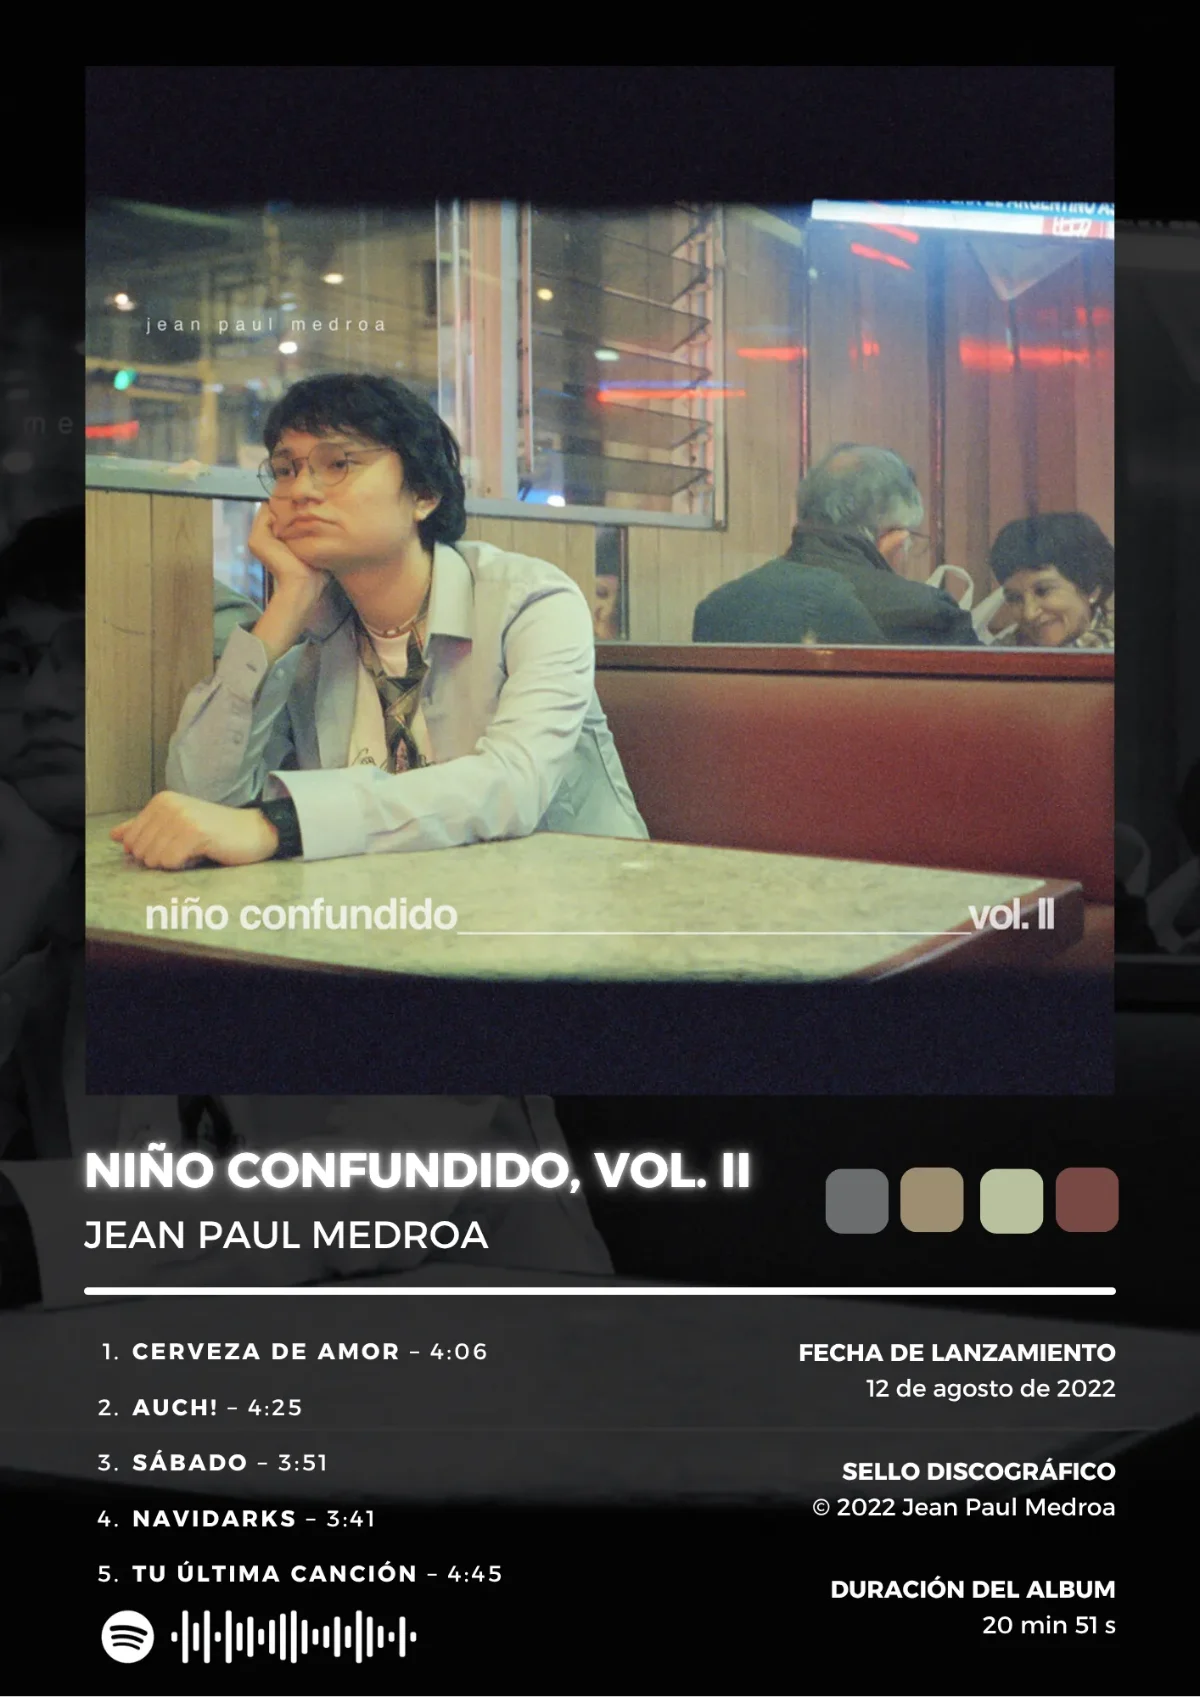 EL ARGENTINO
jean paul medroa
me
niño confundido vol. II
NIÑO CONFUNDIDO, VOL. II
JEAN PAUL MEDROA
1. CERVEZA DE AMOR – 4:06
2. AUCH! – 4:25
3. SÁBADO – 3:51
4. NAVIDARKS – 3:41
5. TU ÚLTIMA CANCIÓN – 4:45
FECHA DE LANZAMIENTO
12 de agosto de 2022
SELLO DISCOGRÁFICO
© 2022 Jean Paul Medroa
DURACIÓN DEL ALBUM
20 min 51 s